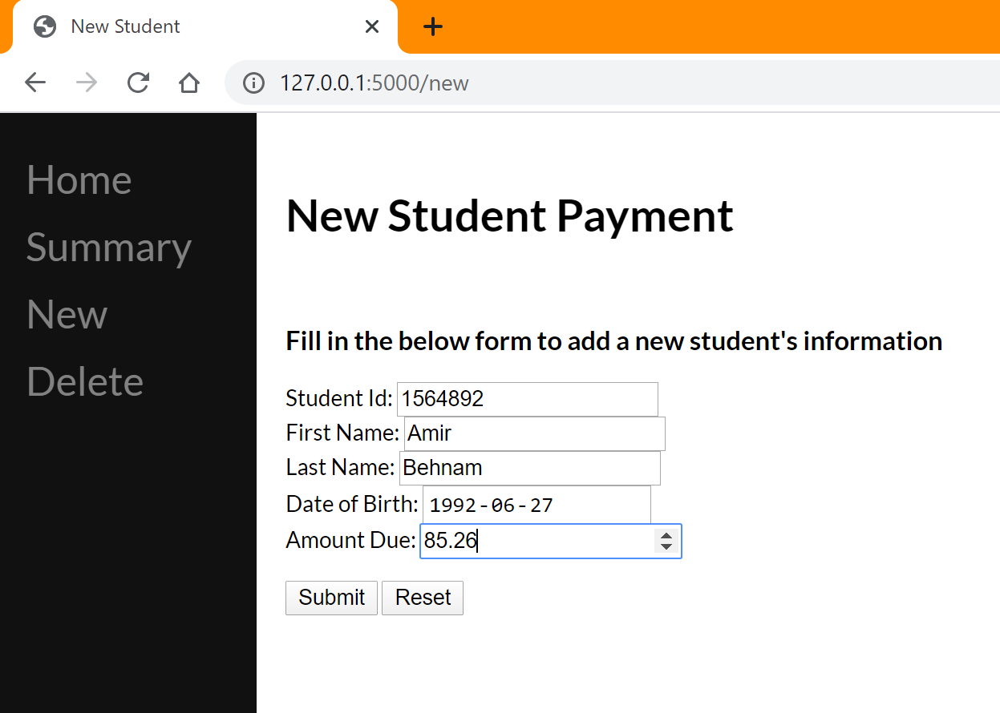 New Student
127.0.0.1:5000/new
Home
Summary
New
Delete
New Student Payment
Fill in the below form to add a new student's information
Student Id: 1564892
First Name: Amir
Last Name: Behnam
Date of Birth: 1992-06-27
Amount Due: 85.26
Submit Reset